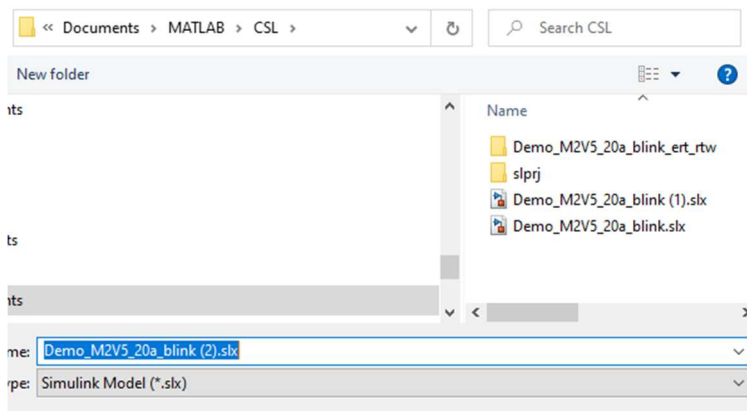 « Documents > MATLAB > CSL >
Search CSL
New folder
?
nts
ts
nts
Name
Demo_M2V5_20a_blink_ert_rtw
slprj
Demo_M2V5_20a_blink (1).slx
Demo_M2V5_20a_blink.slx
me: Demo_M2V5_20a_blink (2).slx
pe: Simulink Model (*.slx)